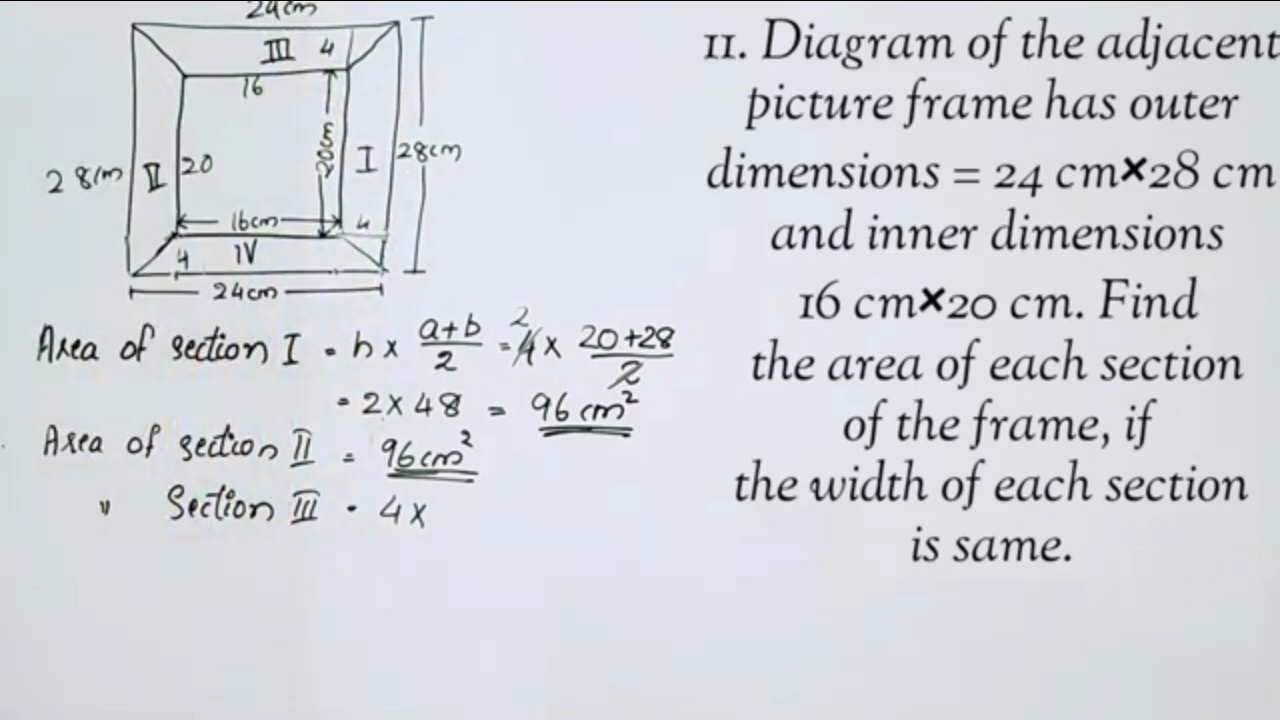 24cm
III 4
16
28cm
II
20
20cm
I
28cm
16cm
4
4
IV
24cm
Area of section I = h × a+b/2 = 4̸ 2 × 20+28/2̸
= 2 × 48 = 96 cm²
Area of section II = 96cm²
" Section III = 4 ×
11. Diagram of the adjacent
picture frame has outer
dimensions = 24 cm×28 cm
and inner dimensions
16 cm×20 cm. Find
the area of each section
of the frame, if
the width of each section
is same.